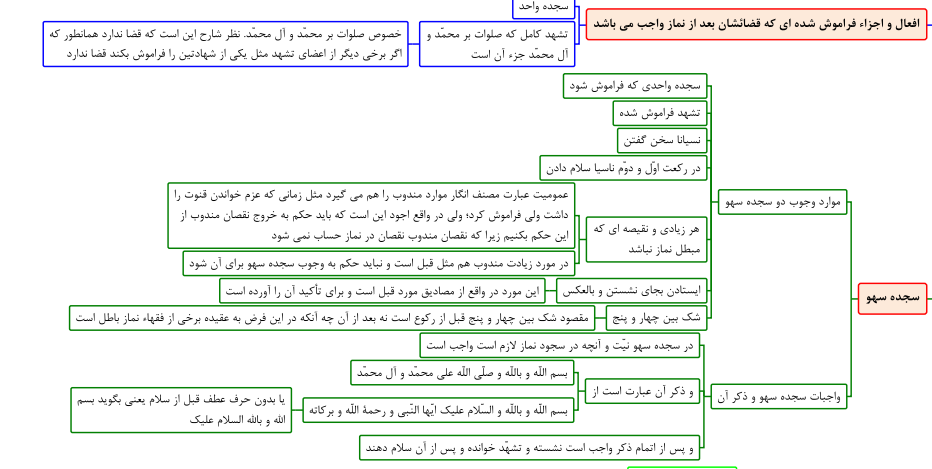 سجده واحد
افعال و اجزاء فراموش شده ای که قضائشان بعد از نماز واجب می باشد
تشهد کامل که صلوات بر محمّد و
آل محمّد جزء آن است
خصوص صلوات بر محمّد و آل محمّد. نظر شارح این است که قضا ندارد همانطور که
اگر برخی دیگر از اعضای تشهد مثل یکی از شهادتین را فراموش بکند قضا ندارد
سجده سهو
موارد وجوب دو سجده سهو
سجده واحدی که فراموش شود
تشهد فراموش شده
نسیانا سخن گفتن
در رکعت اوّل و دوّم ناسیا سلام دادن
هر زیادی و نقیصه ای که
مبطل نماز نباشد
عمومیت عبارت مصنف انگار موارد مندوب را هم می گیرد مثل زمانی که عزم خواندن قنوت را
داشت ولی فراموش کرد؛ ولی در واقع اجود این است که باید حکم به خروج نقصان مندوب از
این حکم بکنیم زیرا که نقصان مندوب نقصان در نماز حساب نمی شود
در مورد زیادت مندوب هم مثل قبل است و نباید حکم به وجوب سجده سهو برای آن شود
ایستادن بجای نشستن و بالعکس
این مورد در واقع از مصادیق مورد قبل است و برای تأکید آن را آورده است
شک بین چهار و پنج
مقصود شک بین چهار و پنج قبل از رکوع است نه بعد از آن چه آنکه در این فرض به عقیده برخی از فقهاء نماز باطل است
واجبات سجده سهو و ذکر آن
در سجده سهو نیّت و آنچه در سجود نماز لازم است واجب است
و ذکر آن عبارت است از
بسم اللّه و باللّه و صلّی اللّه علی محمّد و آل محمّد
بسم اللّه و باللّه و السّلام علیک ایّها النّبی و رحمة اللّه و برکاته
یا بدون حرف عطف قبل از سلام یعنی بگوید بسم
الله و بالله السلام علیک
و پس از اتمام ذکر واجب است نشسته و تشهّد خوانده و پس از آن سلام دهند